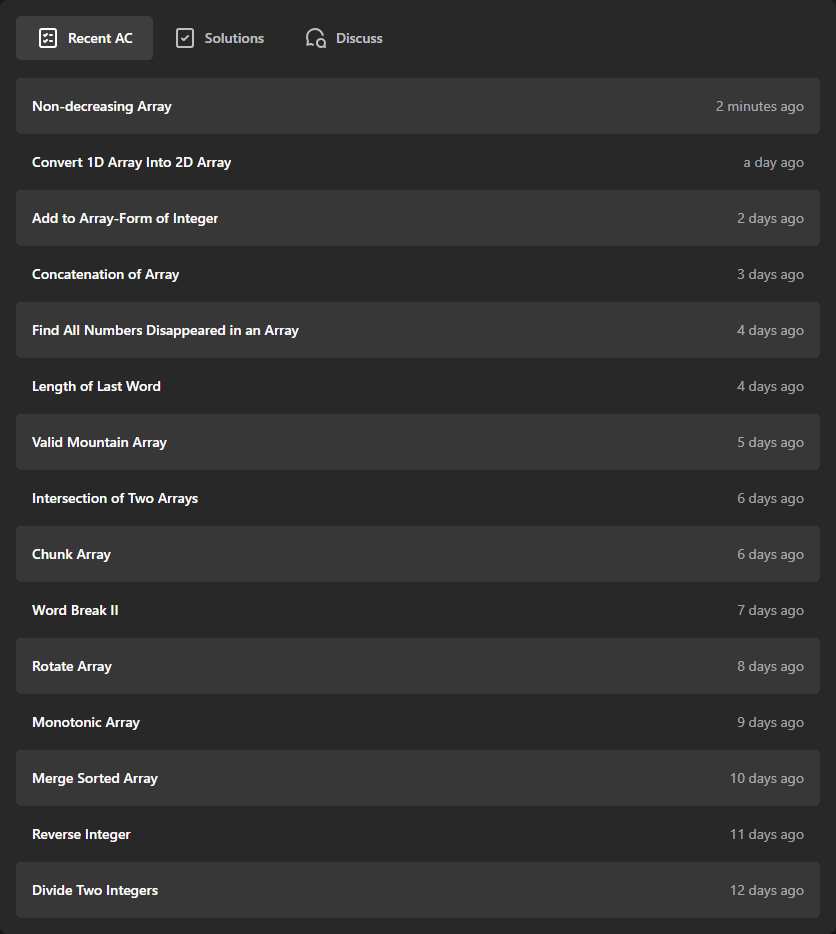 Recent AC Solutions Discuss
Non-decreasing Array 2 minutes ago
Convert 1D Array Into 2D Array a day ago
Add to Array-Form of Integer 2 days ago
Concatenation of Array 3 days ago
Find All Numbers Disappeared in an Array 4 days ago
Length of Last Word 4 days ago
Valid Mountain Array 5 days ago
Intersection of Two Arrays 6 days ago
Chunk Array 6 days ago
Word Break II 7 days ago
Rotate Array 8 days ago
Monotonic Array 9 days ago
Merge Sorted Array 10 days ago
Reverse Integer 11 days ago
Divide Two Integers 12 days ago